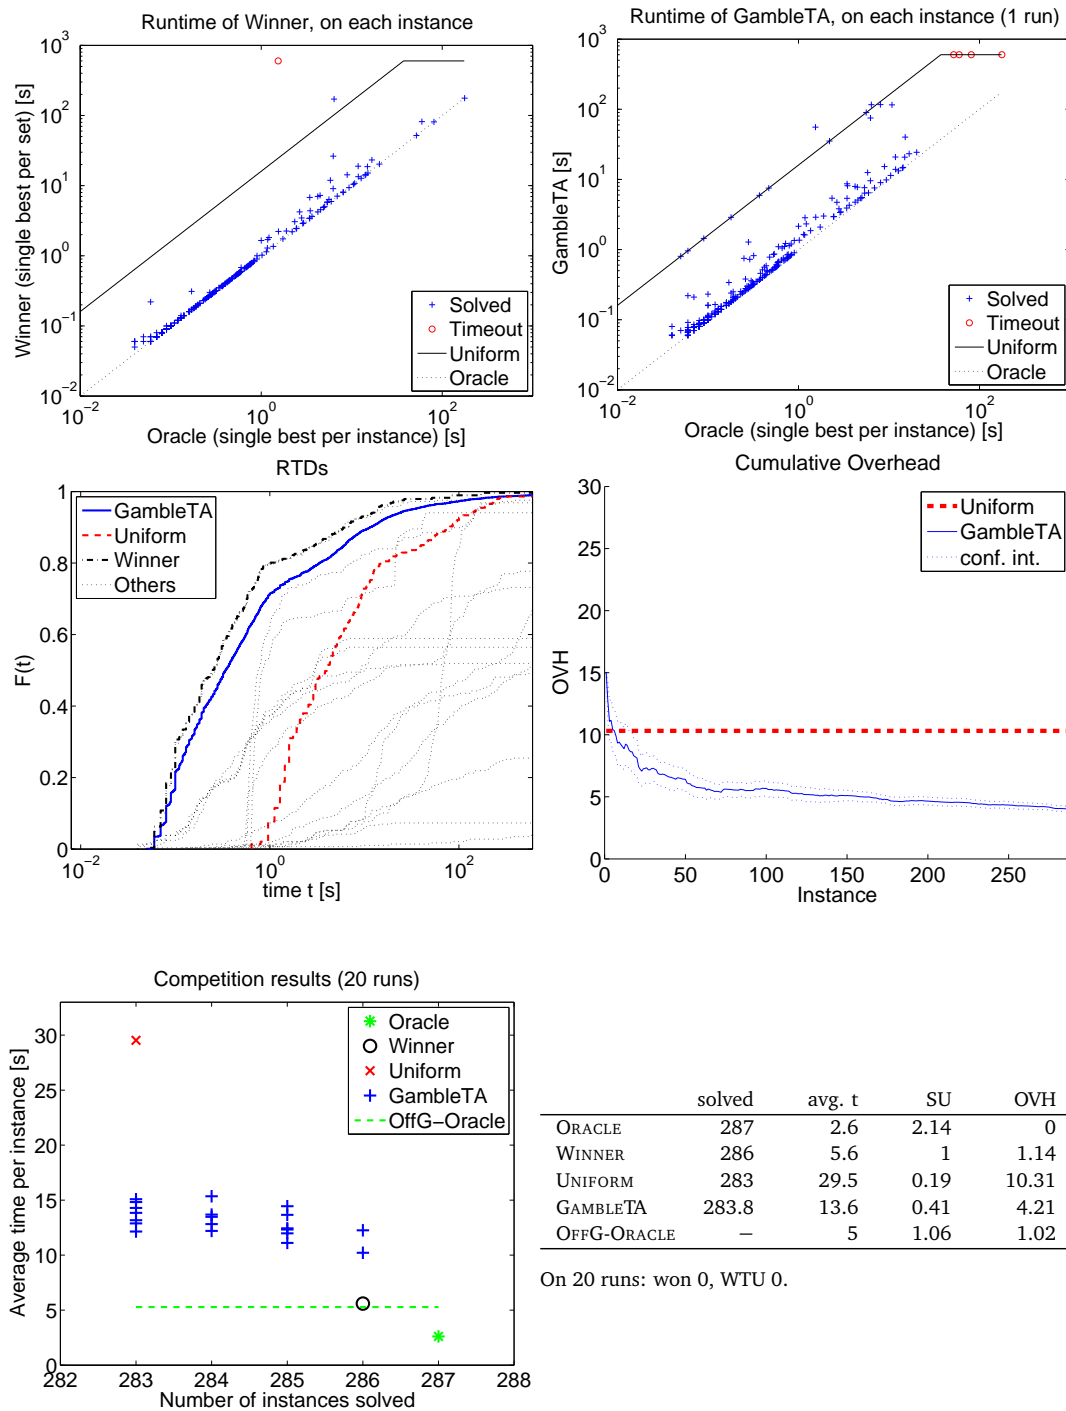 Runtime of Winner, on each instance
10^3
10^2
10^1
10^0
10^−1
10^−2
Winner (single best per set) [s]
Solved
Timeout
Uniform
Oracle
10^−2 10^0 10^2
Oracle (single best per instance) [s]
Runtime of GambleTA, on each instance (1 run)
10^3
10^2
10^1
10^0
10^−1
10^−2
GambleTA [s]
Solved
Timeout
Uniform
Oracle
10^−2 10^0 10^2
Oracle (single best per instance) [s]
RTDs
1
0.8
0.6
0.4
0.2
0
F(t)
GambleTA
Uniform
Winner
Others
10^−2 10^0 10^2
time t [s]
Cumulative Overhead
30
25
20
15
10
5
0
OVH
Uniform
GambleTA
conf. int.
0 50 100 150 200 250
Instance
Competition results (20 runs)
30
25
20
15
10
5
0
Average time per instance [s]
Oracle
Winner
Uniform
GambleTA
OffG−Oracle
282 283 284 285 286 287 288
Number of instances solved
solved avg. t SU OVH
ORACLE 287 2.6 2.14 0
WINNER 286 5.6 1 1.14
UNIFORM 283 29.5 0.19 10.31
GAMBLETA 283.8 13.6 0.41 4.21
OFFG-ORACLE − 5 1.06 1.02
On 20 runs: won 0, WTU 0.